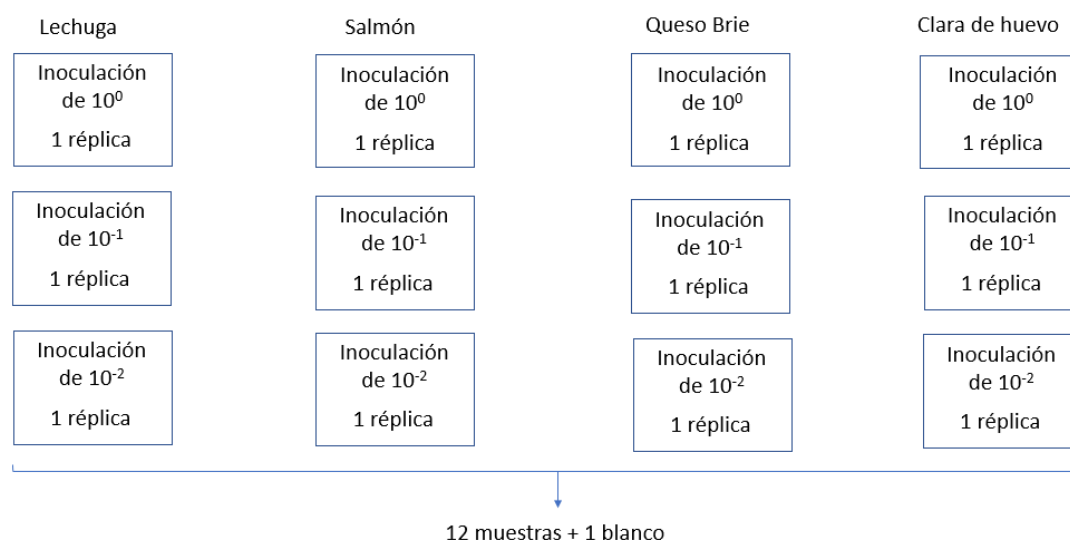 Lechuga
Salmón
Queso Brie
Clara de huevo
Inoculación
de 10⁰
1 réplica
Inoculación
de 10⁰
1 réplica
Inoculación
de 10⁰
1 réplica
Inoculación
de 10⁰
1 réplica
Inoculación
de 10⁻¹
1 réplica
Inoculación
de 10⁻¹
1 réplica
Inoculación
de 10⁻¹
1 réplica
Inoculación
de 10⁻¹
1 réplica
Inoculación
de 10⁻²
1 réplica
Inoculación
de 10⁻²
1 réplica
Inoculación
de 10⁻²
1 réplica
Inoculación
de 10⁻²
1 réplica
12 muestras + 1 blanco